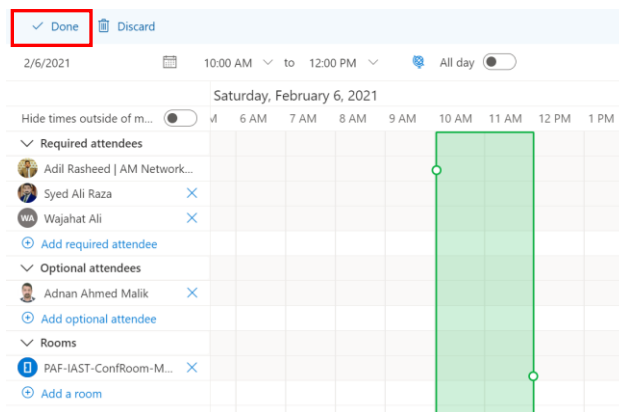 Done Discard
2/6/2021 10:00 AM to 12:00 PM All day
Saturday, February 6, 2021
Hide times outside of m... 6 AM 7 AM 8 AM 9 AM 10 AM 11 AM 12 PM 1 PM
Required attendees
Adil Rasheed | AM Network...
Syed Ali Raza
WA Wajahat Ali
Add required attendee
Optional attendees
Adnan Ahmed Malik
Add optional attendee
Rooms
PAF-IAST-ConfRoom-M...
Add a room